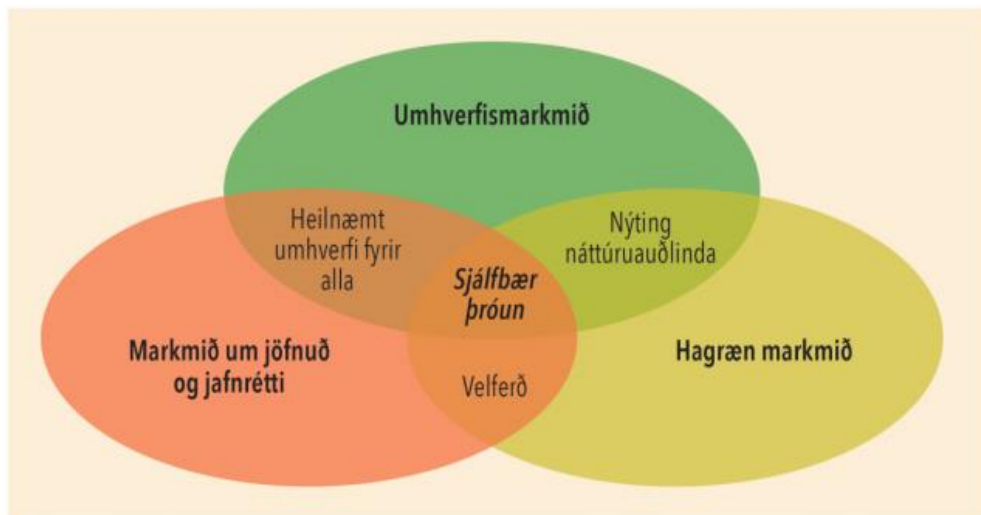 Umhverfismarkmið
Heilnæmt
umhverfi fyrir
alla
Nýting
náttúruauðlinda
Sjálfbær
þróun
Markmið um jöfnuð
og jafnrétti
Hagræn markmið
Velferð